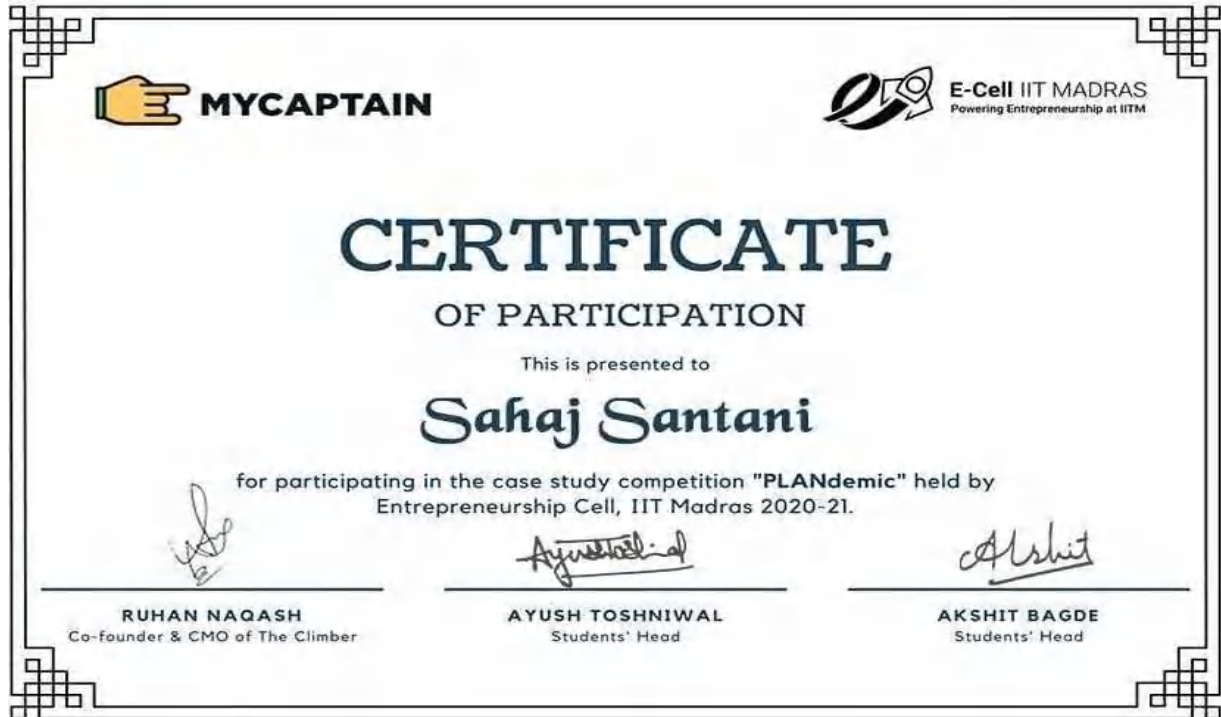 MYCAPTAIN
E-Cell IIT MADRAS
Powering Entrepreneurship at IITM
CERTIFICATE
OF PARTICIPATION
This is presented to
Sahaj Santani
for participating in the case study competition "PLANdemic" held by
Entrepreneurship Cell, IIT Madras 2020-21.
AyushToshniwal
Akshit
RUHAN NAQASH
Co-founder & CMO of The Climber
AYUSH TOSHNIWAL
Students' Head
AKSHIT BAGDE
Students' Head